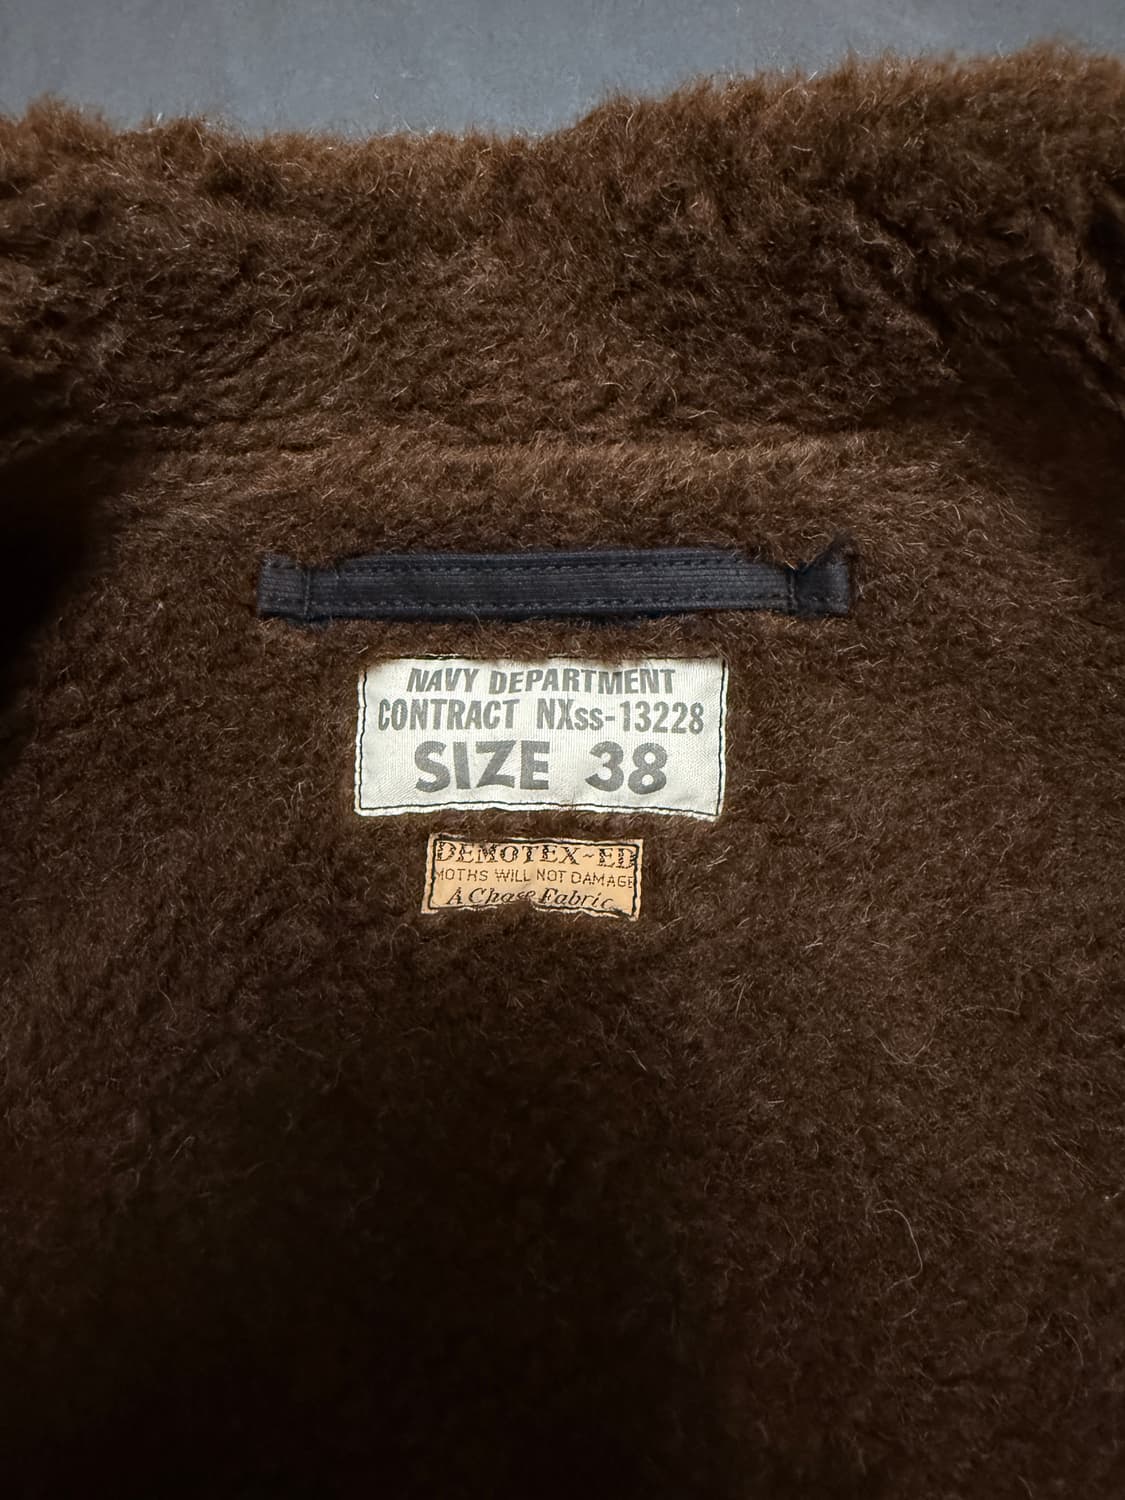 NAVY DEPARTMENT
CONTRACT NXss-13228
SIZE 38
DEMOTEX~ED
MOTHS WILL NOT DAMAGE
A Chase Fabric